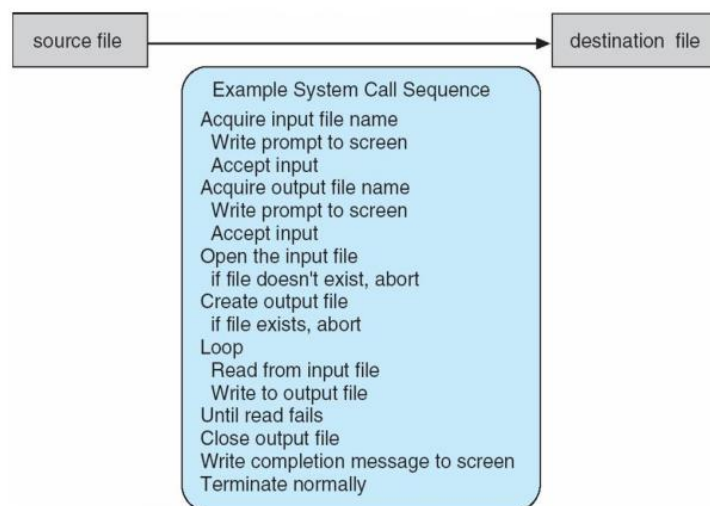 source file
destination file
Example System Call Sequence
Acquire input file name
Write prompt to screen
Accept input
Acquire output file name
Write prompt to screen
Accept input
Open the input file
if file doesn't exist, abort
Create output file
if file exists, abort
Loop
Read from input file
Write to output file
Until read fails
Close output file
Write completion message to screen
Terminate normally